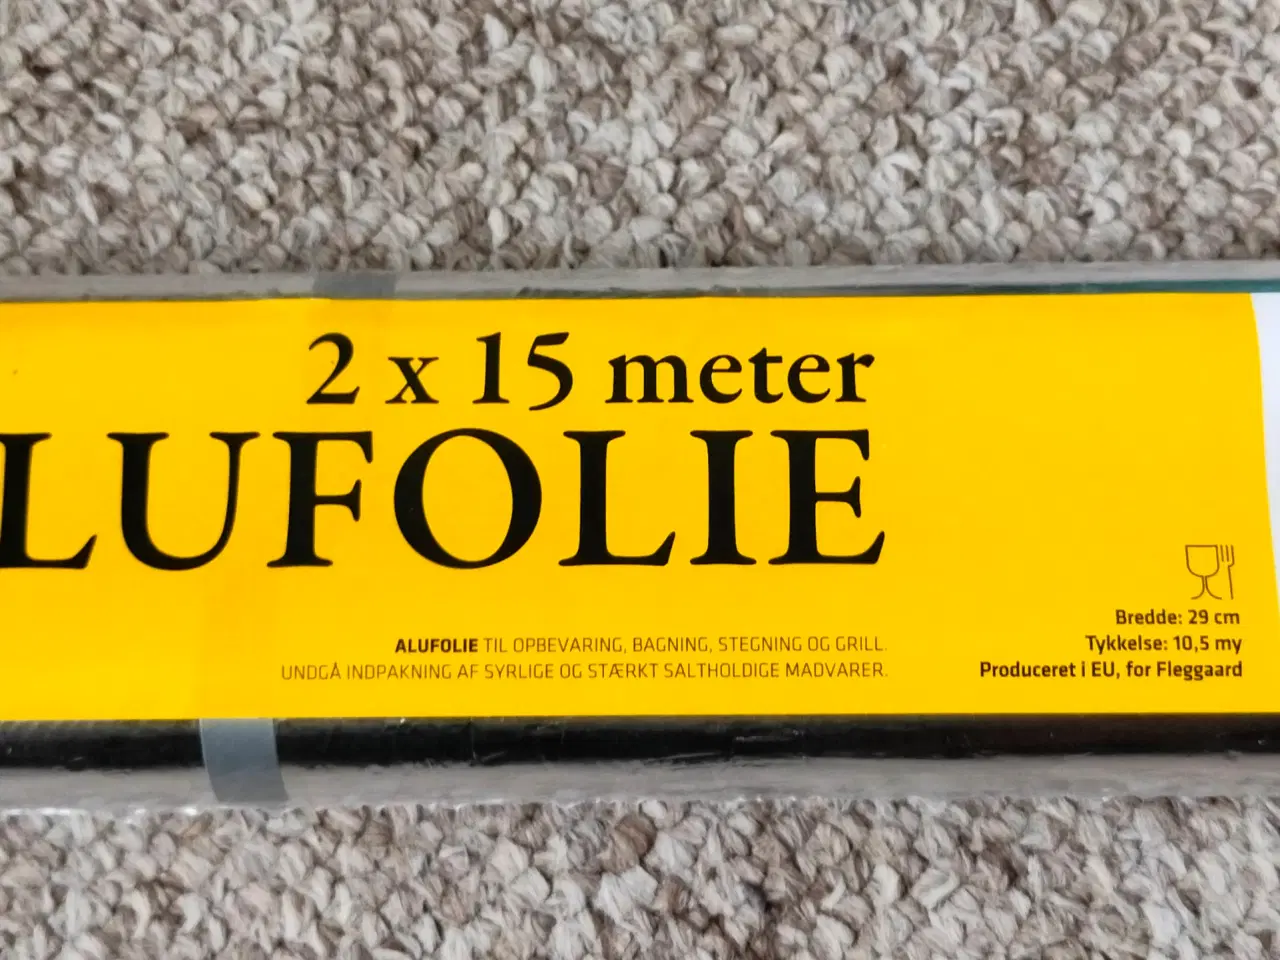 2 x 15 meter
LUFOLIE
ALUFOLIE TIL OPBEVARING, BAGNING, STEGNING OG GRILL.
UNDGÅ INDPAKNING AF SYRLIGE OG STÆRKT SALTHOLDIGE MADVARER.
Bredde: 29 cm
Tykkelse: 10,5 my
Produceret i EU, for Fleggaard